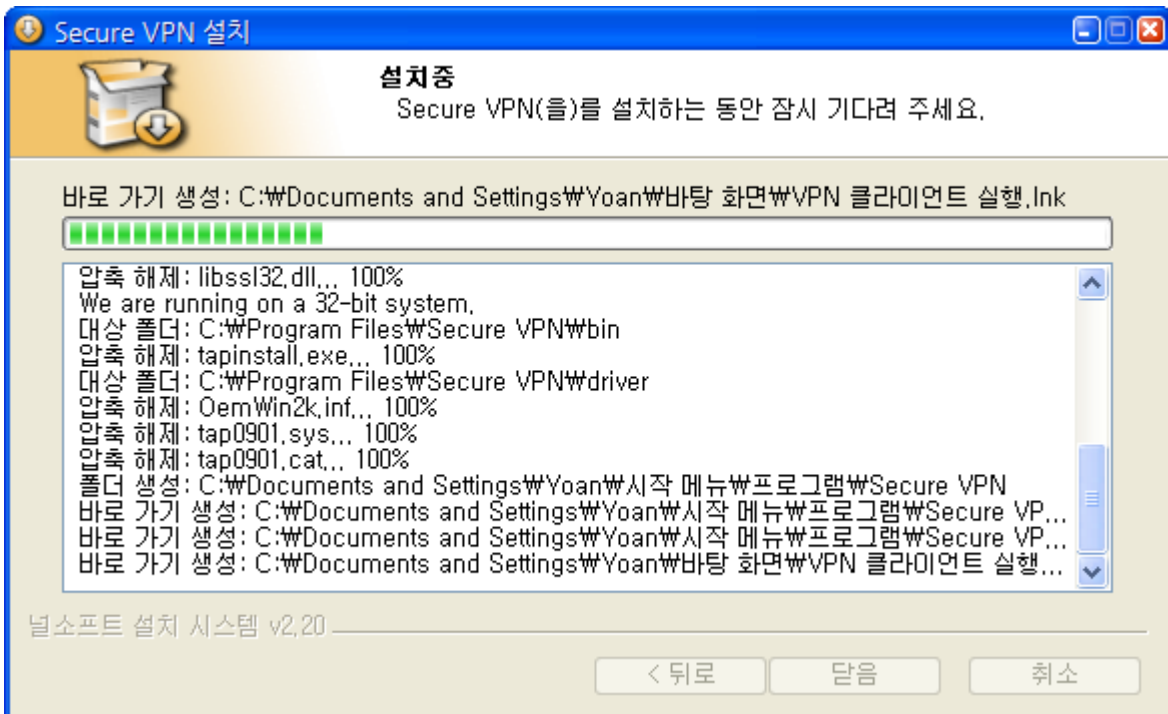 Secure VPN 설치
설치중
Secure VPN(을)를 설치하는 동안 잠시 기다려 주세요.
바로 가기 생성: C:₩Documents and Settings₩Yoan₩바탕 화면₩VPN 클라이언트 실행.lnk
압축 해제: libssl32.dll... 100%
We are running on a 32-bit system.
대상 폴더: C:₩Program Files₩Secure VPN₩bin
압축 해제: tapinstall.exe... 100%
대상 폴더: C:₩Program Files₩Secure VPN₩driver
압축 해제: OemWin2k.inf... 100%
압축 해제: tap0901.sys... 100%
압축 해제: tap0901.cat... 100%
폴더 생성: C:₩Documents and Settings₩Yoan₩시작 메뉴₩프로그램₩Secure VPN
바로 가기 생성: C:₩Documents and Settings₩Yoan₩시작 메뉴₩프로그램₩Secure VP...
바로 가기 생성: C:₩Documents and Settings₩Yoan₩시작 메뉴₩프로그램₩Secure VP...
바로 가기 생성: C:₩Documents and Settings₩Yoan₩바탕 화면₩VPN 클라이언트 실행...
널소프트 설치 시스템 v2.20
< 뒤로 닫음 취소